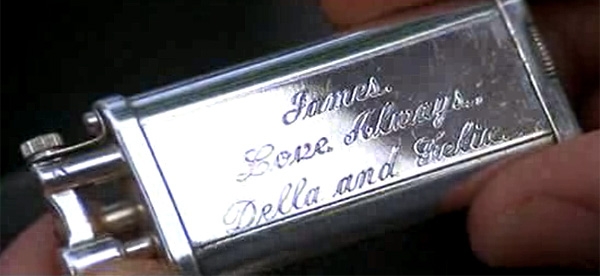 James.
Love Always...
Della and Felix.